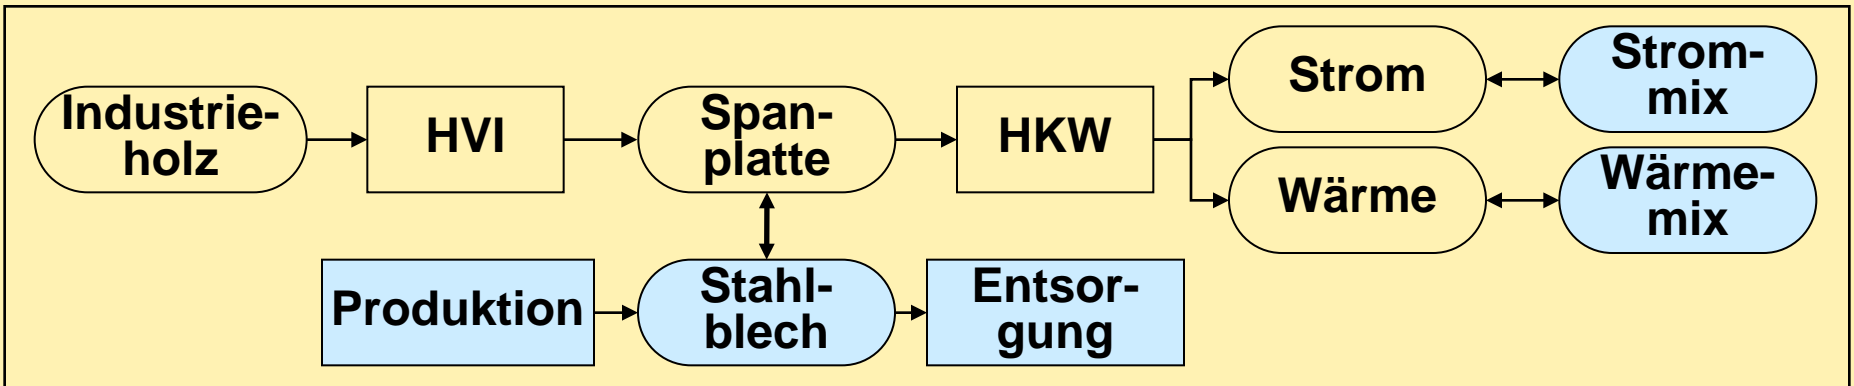 Industrie-
holz
HVI
Span-
platte
HKW
Strom
Strom-
mix
Wärme
Wärme-
mix
Produktion
Stahl-
blech
Entsor-
gung